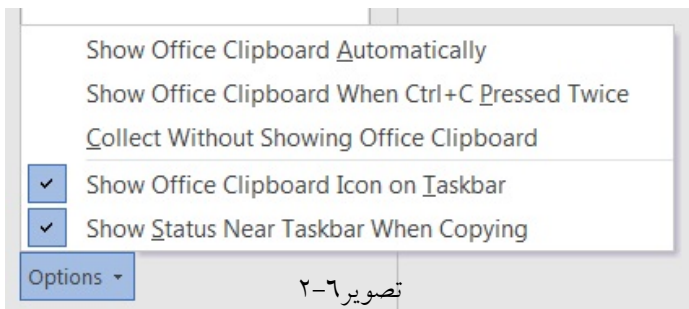 Show Office Clipboard Automatically
Show Office Clipboard When Ctrl+C Pressed Twice
Collect Without Showing Office Clipboard
Show Office Clipboard Icon on Taskbar
Show Status Near Taskbar When Copying
Options
تصویر۶-۲